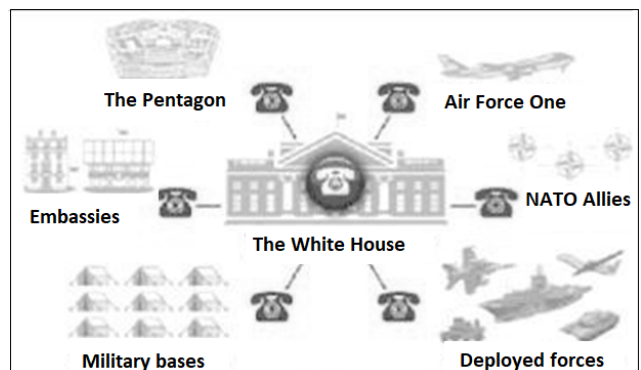 The Pentagon
Air Force One
Embassies
NATO Allies
The White House
Military bases
Deployed forces